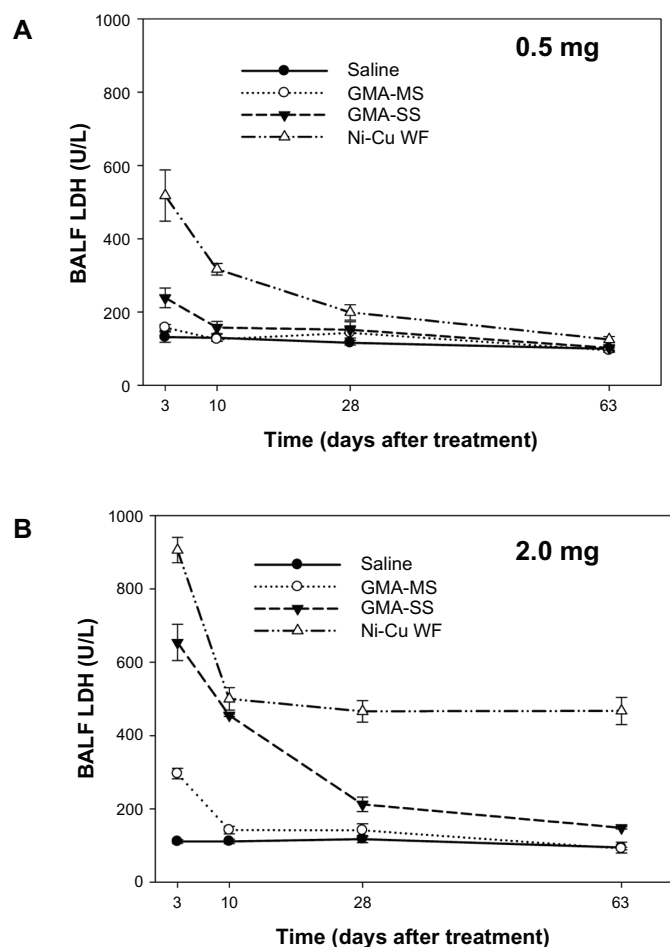 A
1000
0.5 mg
Saline
GMA-MS
GMA-SS
Ni-Cu WF
800
600
400
200
0
BALF LDH (U/L)
3
10
28
63
Time (days after treatment)
B
1000
2.0 mg
Saline
GMA-MS
GMA-SS
Ni-Cu WF
800
600
400
200
0
BALF LDH (U/L)
3
10
28
63
Time (days after treatment)